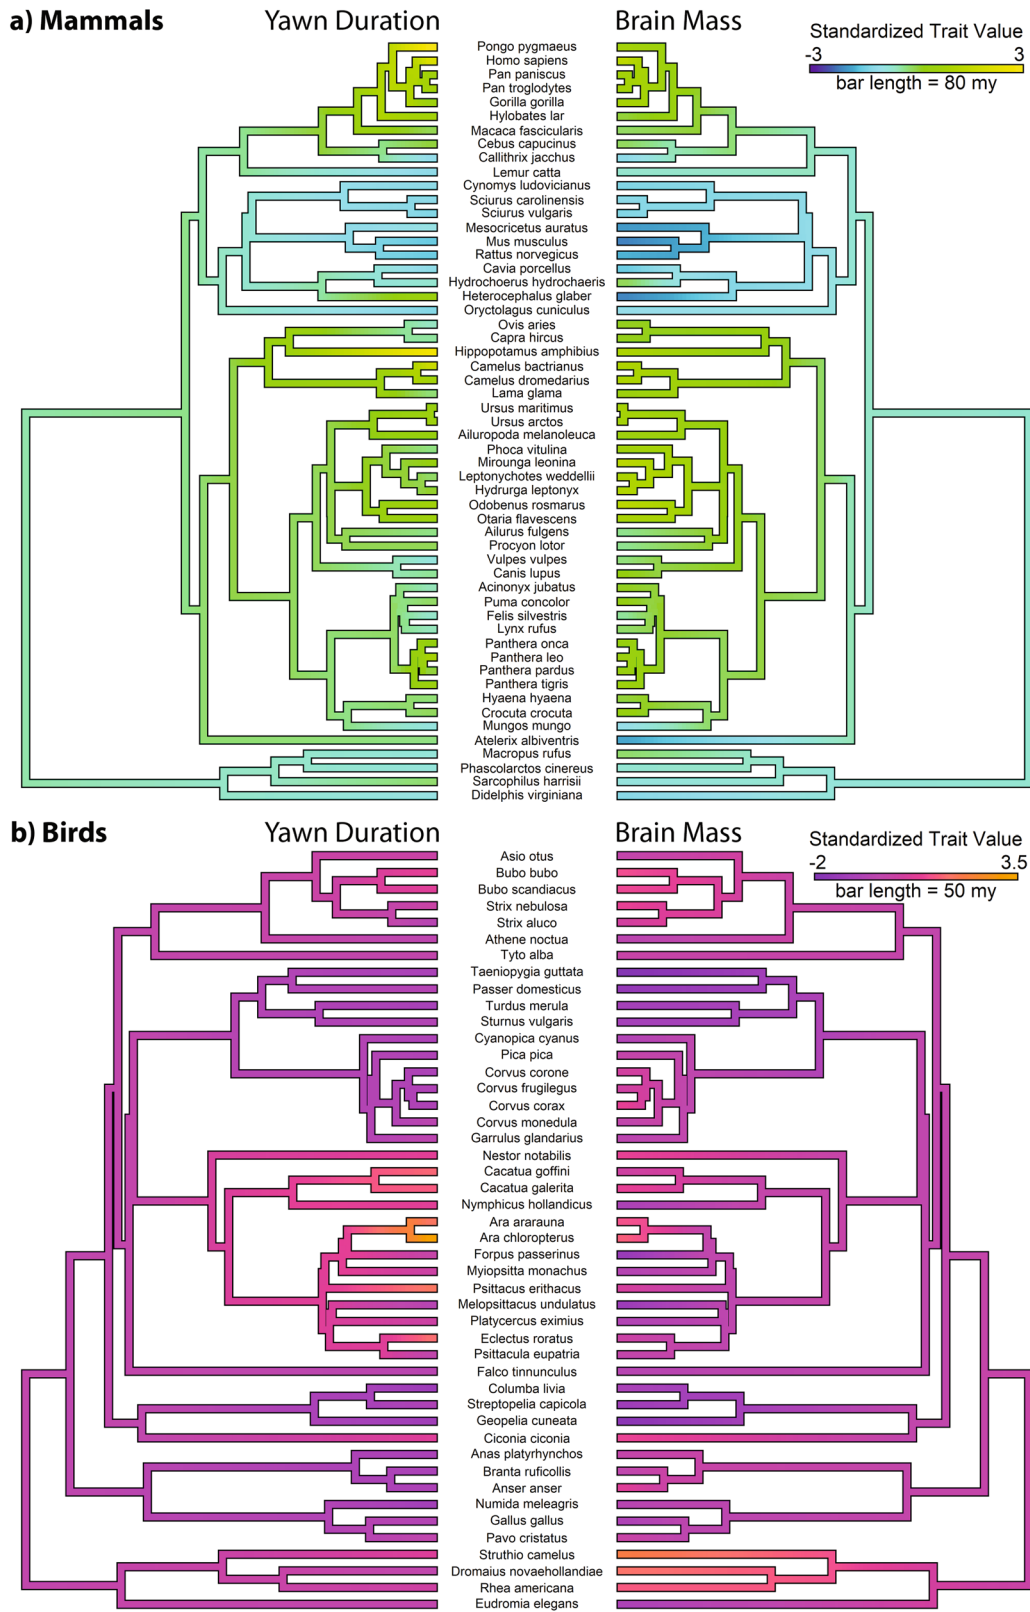 a) Mammals
Yawn Duration
Brain Mass
Standardized Trait Value
-3
3
bar length = 80 my
Pongo pygmaeus
Homo sapiens
Pan paniscus
Pan troglodytes
Gorilla gorilla
Hylobates lar
Macaca fascicularis
Cebus capucinus
Callithrix jacchus
Lemur catta
Cynomys ludovicianus
Sciurus carolinensis
Sciurus vulgaris
Mesocricetus auratus
Mus musculus
Rattus norvegicus
Cavia porcellus
Hydrochoerus hydrochaeris
Heterocephalus glaber
Oryctolagus cuniculus
Ovis aries
Capra hircus
Hippopotamus amphibius
Camelus bactrianus
Camelus dromedarius
Lama glama
Ursus maritimus
Ursus arctos
Ailuropoda melanoleuca
Phoca vitulina
Mirounga leonina
Leptonychotes weddellii
Hydrurga leptonyx
Odobenus rosmarus
Otaria flavescens
Ailurus fulgens
Procyon lotor
Vulpes vulpes
Canis lupus
Acinonyx jubatus
Puma concolor
Felis silvestris
Lynx rufus
Panthera onca
Panthera leo
Panthera pardus
Panthera tigris
Hyaena hyaena
Crocuta crocuta
Mungos mungo
Atelerix albiventris
Macropus rufus
Phascolarctos cinereus
Sarcophilus harrisii
Didelphis virginiana
b) Birds
Yawn Duration
Brain Mass
Standardized Trait Value
-2
3.5
bar length = 50 my
Asio otus
Bubo bubo
Bubo scandiacus
Strix nebulosa
Strix aluco
Athene noctua
Tyto alba
Taeniopygia guttata
Passer domesticus
Turdus merula
Sturnus vulgaris
Cyanopica cyanus
Pica pica
Corvus corone
Corvus frugilegus
Corvus corax
Corvus monedula
Garrulus glandarius
Nestor notabilis
Cacatua goffini
Cacatua galerita
Nymphicus hollandicus
Ara ararauna
Ara chloropterus
Forpus passerinus
Myiopsitta monachus
Psittacus erithacus
Melopsittacus undulatus
Platycercus eximius
Eclectus roratus
Psittacula eupatria
Falco tinnunculus
Columba livia
Streptopelia capicola
Geopelia cuneata
Ciconia ciconia
Anas platyrhynchos
Branta ruficollis
Anser anser
Numida meleagris
Gallus gallus
Pavo cristatus
Struthio camelus
Dromaius novaehollandiae
Rhea americana
Eudromia elegans